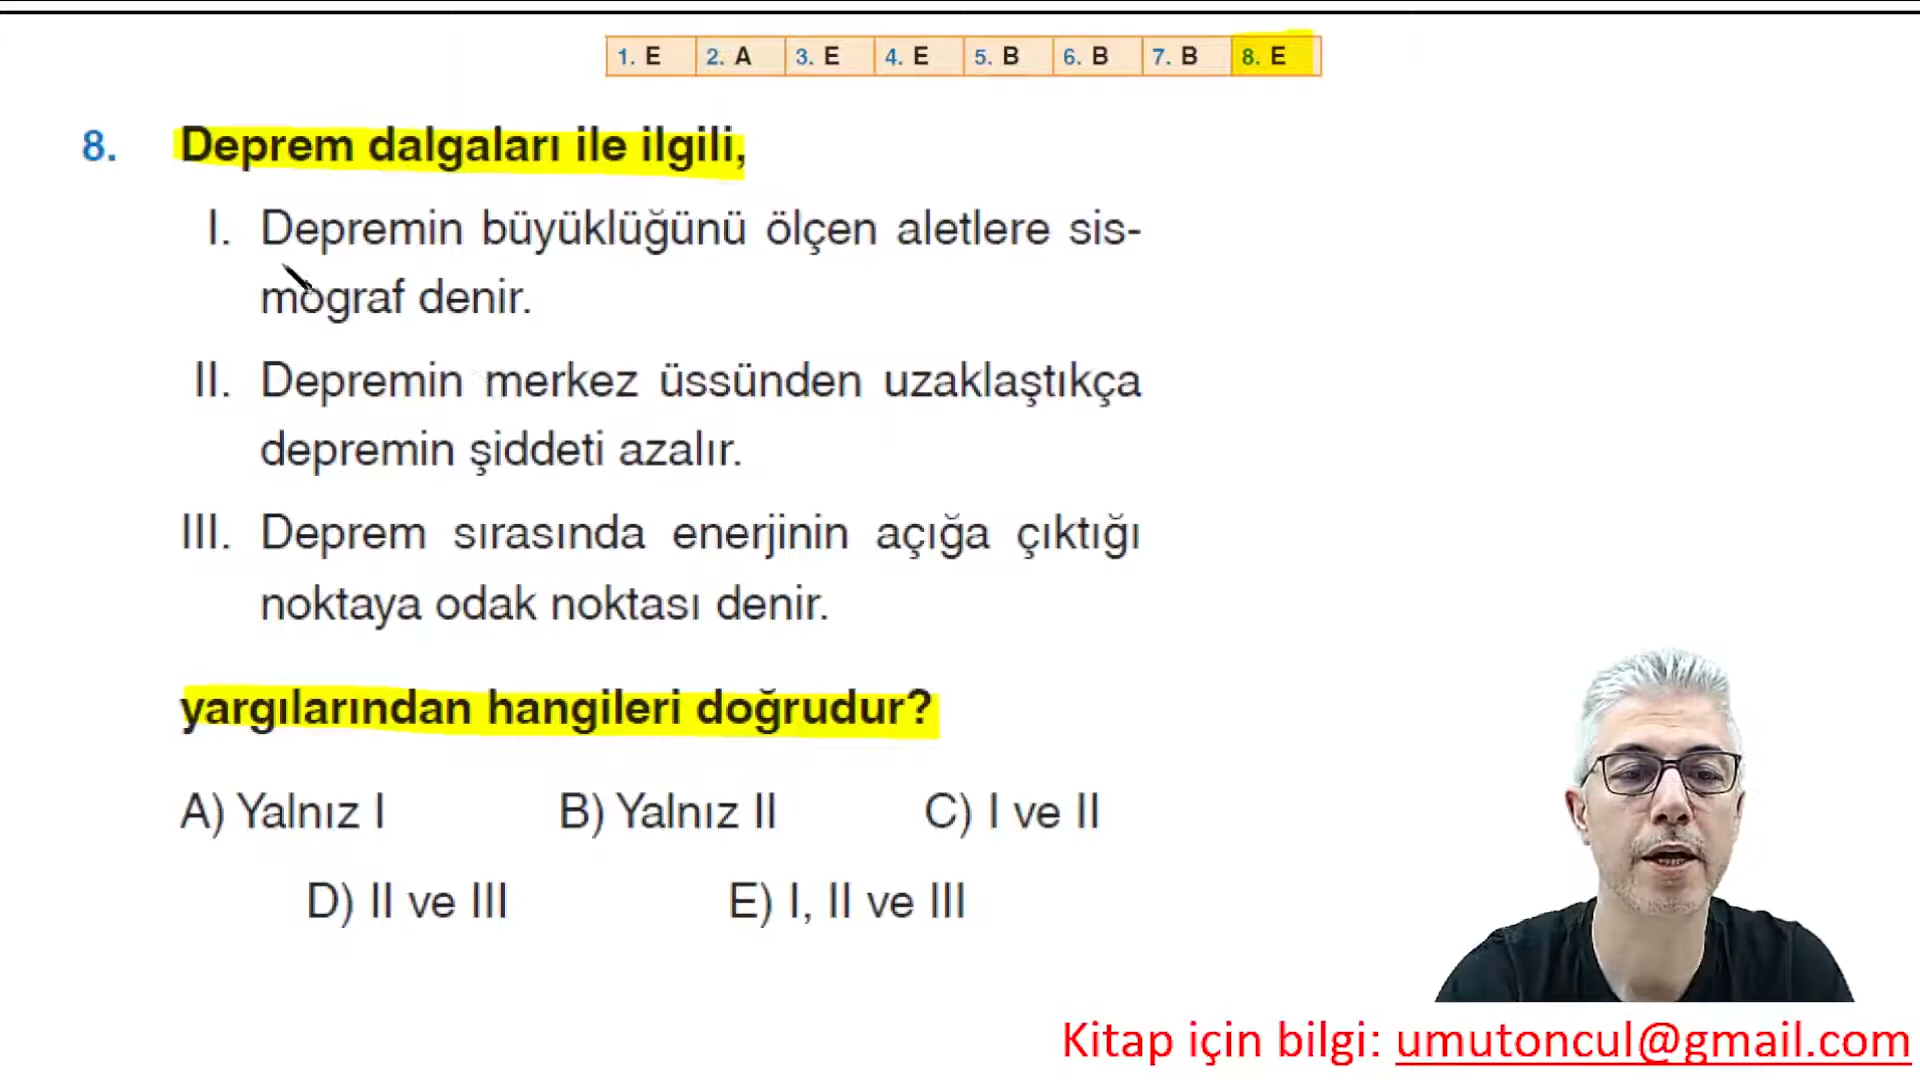 1. E 2. A 3. E 4. E 5. B 6. B 7. B 8. E
8. Deprem dalgaları ile ilgili,
I. Depremin büyüklüğünü ölçen aletlere sis-
mograf denir.
II. Depremin merkez üssünden uzaklaştıkça
depremin şiddeti azalır.
III. Deprem sırasında enerjinin açığa çıktığı
noktaya odak noktası denir.
yargılarından hangileri doğrudur?
A) Yalnız I B) Yalnız II C) I ve II
D) II ve III E) I, II ve III
Kitap için bilgi: umutoncul@gmail.com